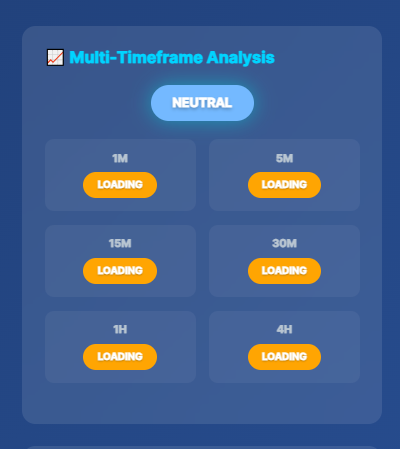 📈 Multi-Timeframe Analysis
NEUTRAL
1M 5M
LOADING LOADING
15M 30M
LOADING LOADING
1H 4H
LOADING LOADING